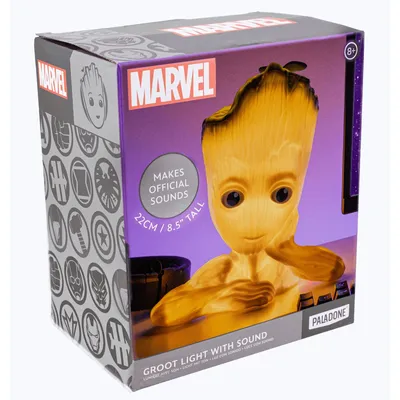 MARVEL
MARVEL
8+
MAKES
OFFICIAL
SOUNDS
22CM / 8.5" TALL
PALADONE
GROOT LIGHT WITH SOUND